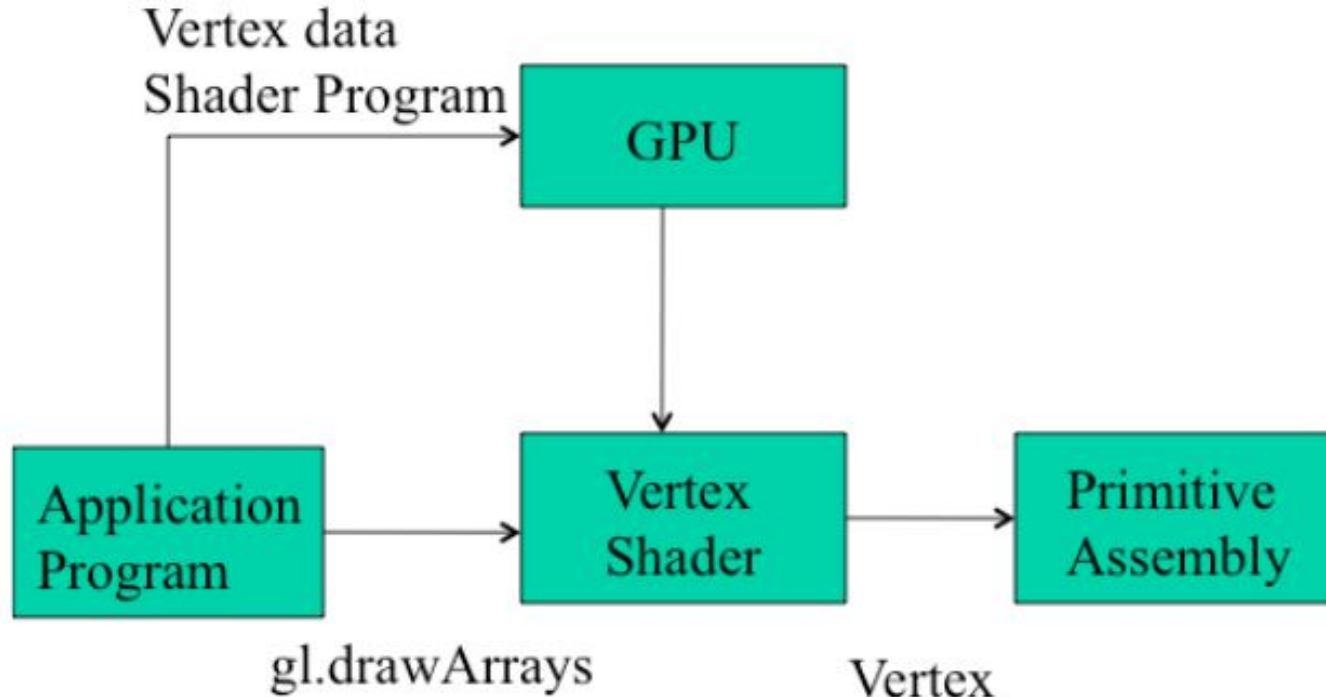 Vertex data
Shader Program
GPU
Application
Program
Vertex
Shader
Primitive
Assembly
gl.drawArrays
Vertex